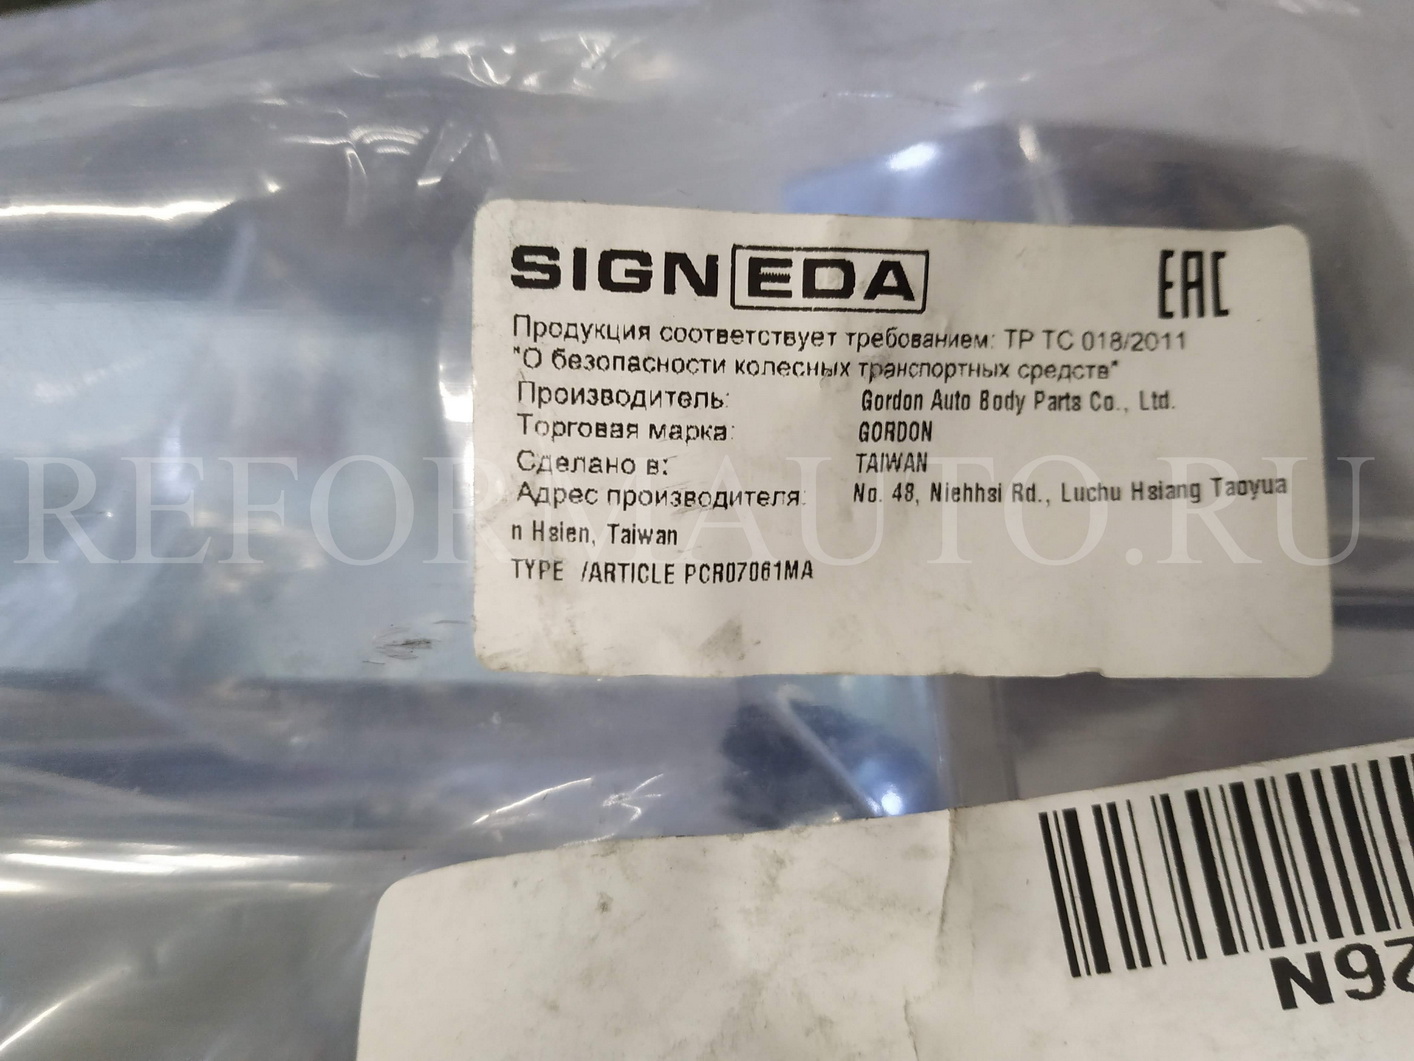 SIGNEDA
EAC
Продукция соответствует требованием: ТР ТС 018/2011
"О безопасности колесных транспортных средств"
Производитель: Gordon Auto Body Parts Co., Ltd.
Торговая марка: GORDON
Сделано в: TAIWAN
Адрес производителя: No. 48, Niehhsi Rd., Luchu Hsiang Taoyua
n Hsien, Taiwan
TYPE /ARTICLE PCR07061MA
REFORMAUTO.RU
26N